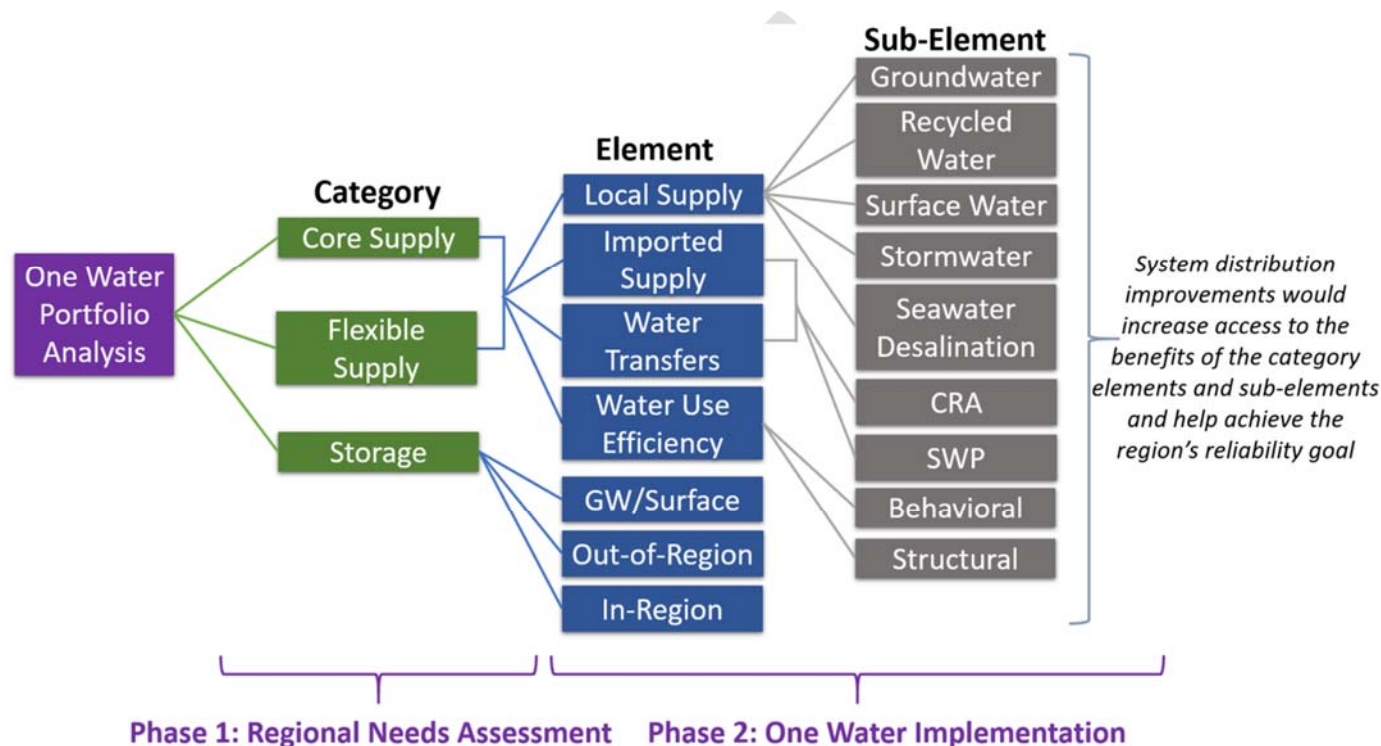 One Water
Portfolio
Analysis
Category
Core Supply
Flexible
Supply
Storage
Element
Local Supply
Imported
Supply
Water
Transfers
Water Use
Efficiency
GW/Surface
Out-of-Region
In-Region
Sub-Element
Groundwater
Recycled
Water
Surface Water
Stormwater
Seawater
Desalination
CRA
SWP
Behavioral
Structural
System distribution
improvements would
increase access to the
benefits of the category
elements and sub-elements
and help achieve the
region's reliability goal
Phase 1: Regional Needs Assessment
Phase 2: One Water Implementation